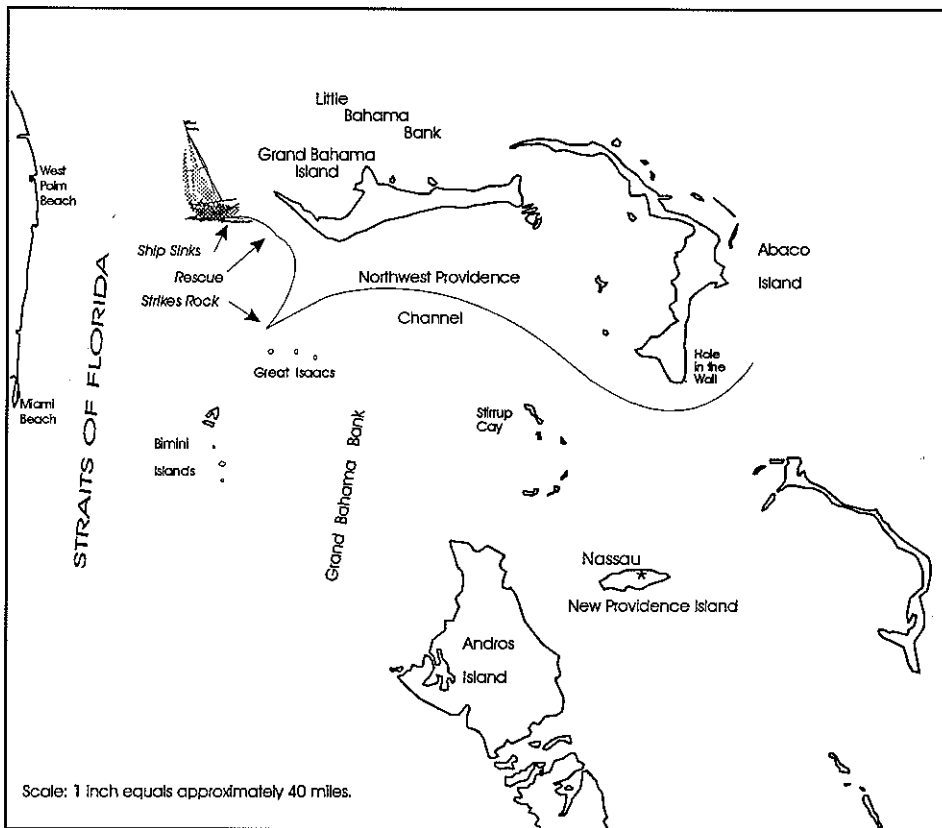 Little
Bahama
Bank
Grand Bahama
Island
West
Palm
Beach
Ship Sinks
Rescue
Strikes Rock
Northwest Providence
Channel
Abaco
Island
Great Isaacs
Hole
in the
Wall
Miami
Beach
STRAITS OF FLORIDA
Bimini
Islands
Grand Bahama Bank
Stirrup
Cay
Nassau
*
New Providence Island
Andros
Island
Scale: 1 inch equals approximately 40 miles.